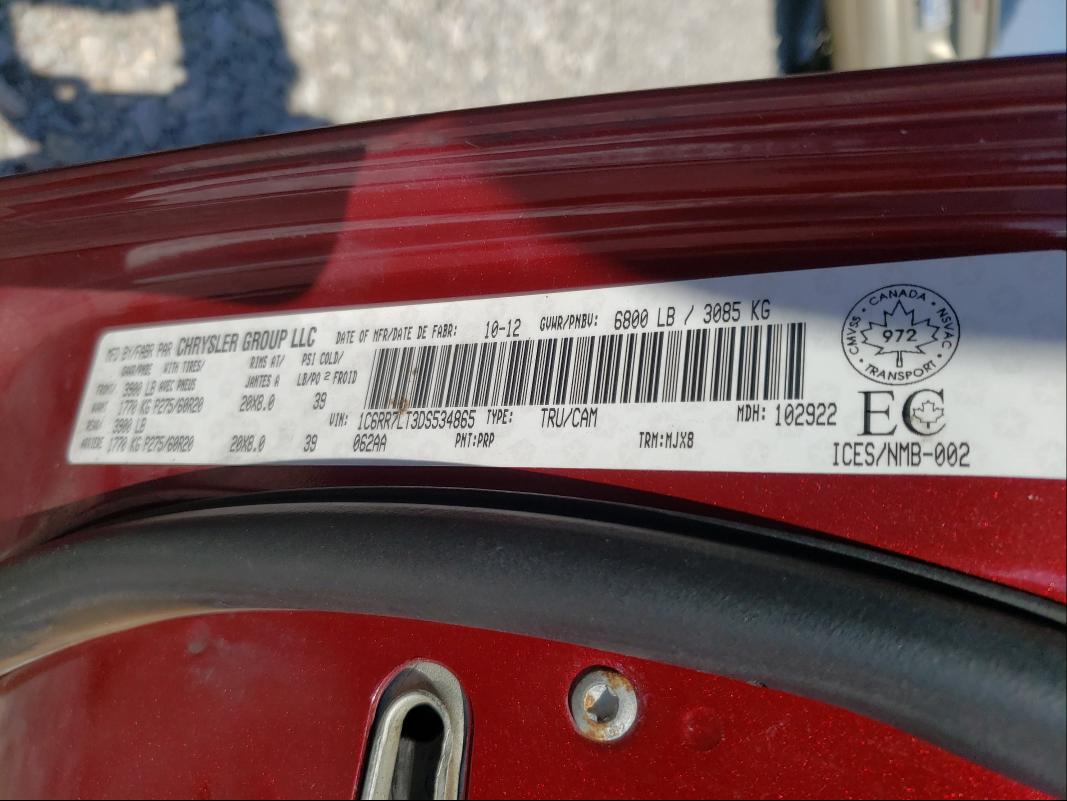 MFD BY/FABR PAR CHRYSLER GROUP LLC DATE OF MFR/DATE DE FABR: 10-12 GVWR/PNBV: 6800 LB / 3085 KG
GAWR/PNBE WITH TIRES/ RIMS AT/ PSI COLD/
FRONT/ 3900 LB AVEC PNEUS JANTES A LB/PO² FROID
AVANT 1770 KG P275/60R20 20X8.0 39
VIN: 1C6RR7LT3DS534865 TYPE: TRU/CAM MDH: 102922
REAR/ 3900 LB
ARRIERE 1770 KG P275/60R20 20X8.0 39 062AA PNT:PRP TRM:MJX8
CANADA • NSVAC • TRANSPORT • CMVSS
972
EC
ICES/NMB-002